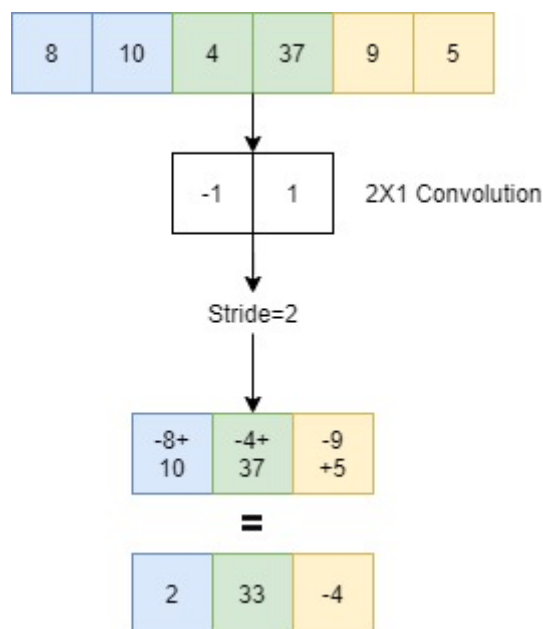 8 10 4 37 9 5
-1 1 2X1 Convolution
Stride=2
-8+ -4+ -9
10 37 +5
=
2 33 -4